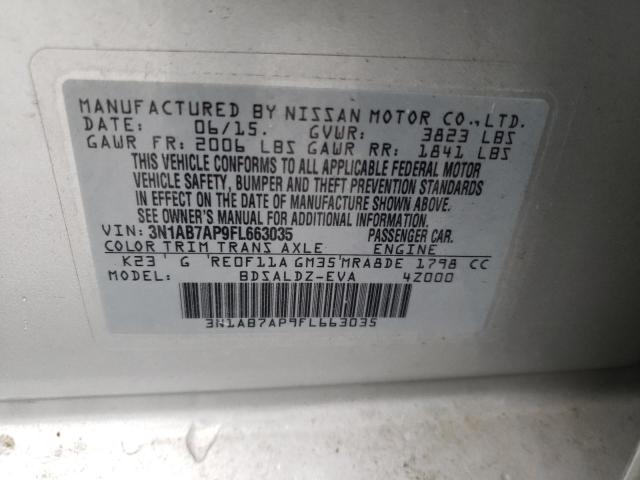 MANUFACTURED BY NISSAN MOTOR CO.,LTD.
DATE: 06/15. GVWR: 3823 LBS
GAWR FR: 2006 LBS GAWR RR: 1841 LBS
THIS VEHICLE CONFORMS TO ALL APPLICABLE FEDERAL MOTOR
VEHICLE SAFETY, BUMPER AND THEFT PREVENTION STANDARDS
IN EFFECT ON THE DATE OF MANUFACTURE SHOWN ABOVE.
SEE OWNER'S MANUAL FOR ADDITIONAL INFORMATION.
VIN: 3N1AB7AP9FL663035 PASSENGER CAR.
COLOR TRIM TRANS AXLE ENGINE
K23 ' G 'RE0F11A GM35'MRA8DE 1798 CC
MODEL: BDSALDZ-EVA 4Z000
3N1AB7AP9FL663035